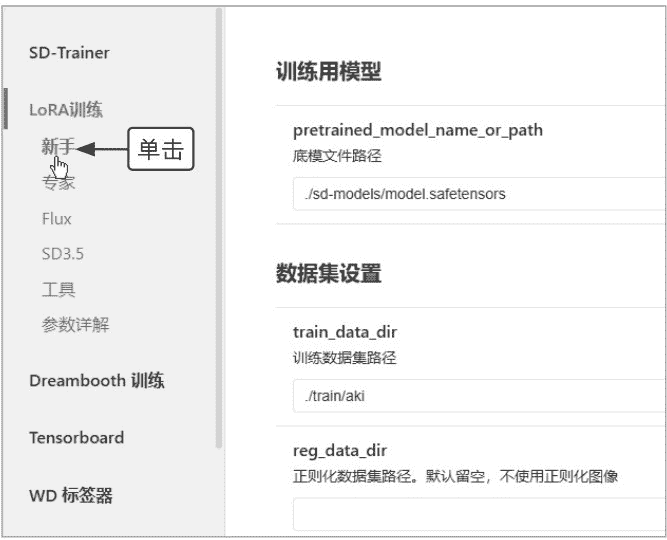 SD-Trainer
LoRA训练
新手
单击
专家
Flux
SD3.5
工具
参数详解
Dreambooth 训练
Tensorboard
WD 标签器
训练用模型
pretrained_model_name_or_path
底模文件路径
./sd-models/model.safetensors
数据集设置
train_data_dir
训练数据集路径
./train/aki
reg_data_dir
正则化数据集路径。默认留空，不使用正则化图像